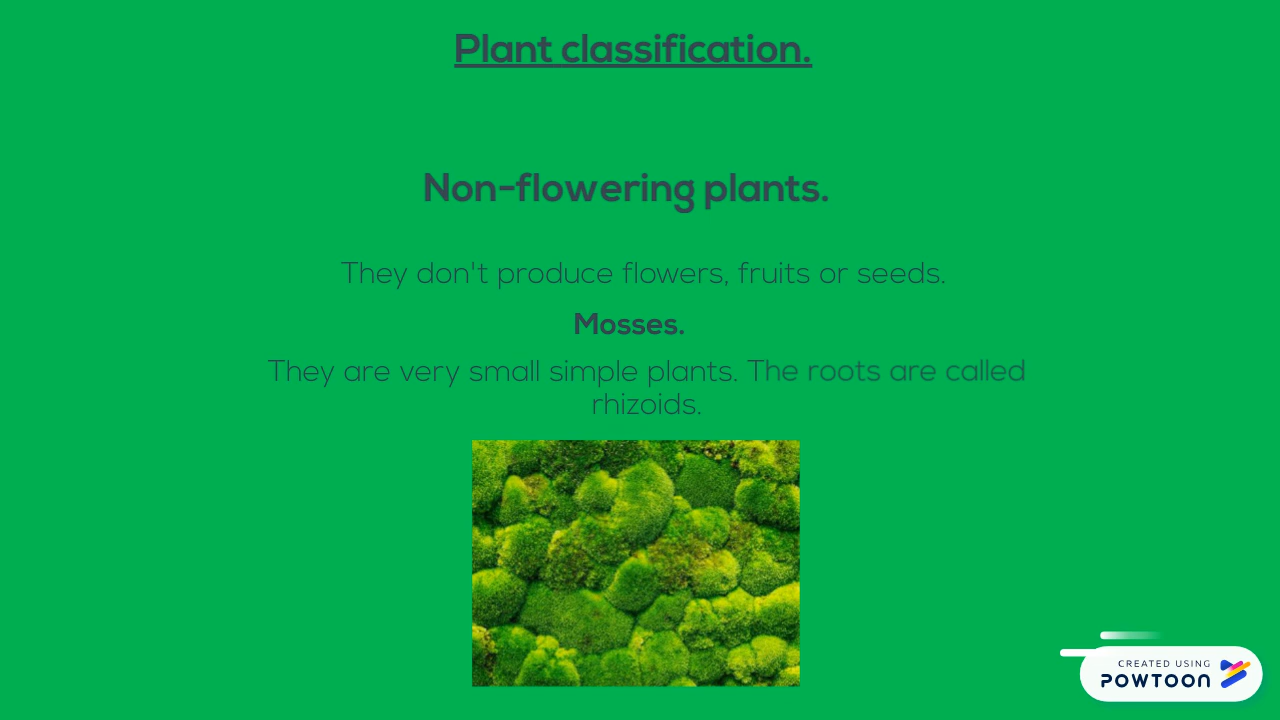 Plant classification.
Non-flowering plants.
They don't produce flowers, fruits or seeds.
Mosses.
They are very small simple plants. The roots are called
rhizoids.
CREATED USING
POWTOON